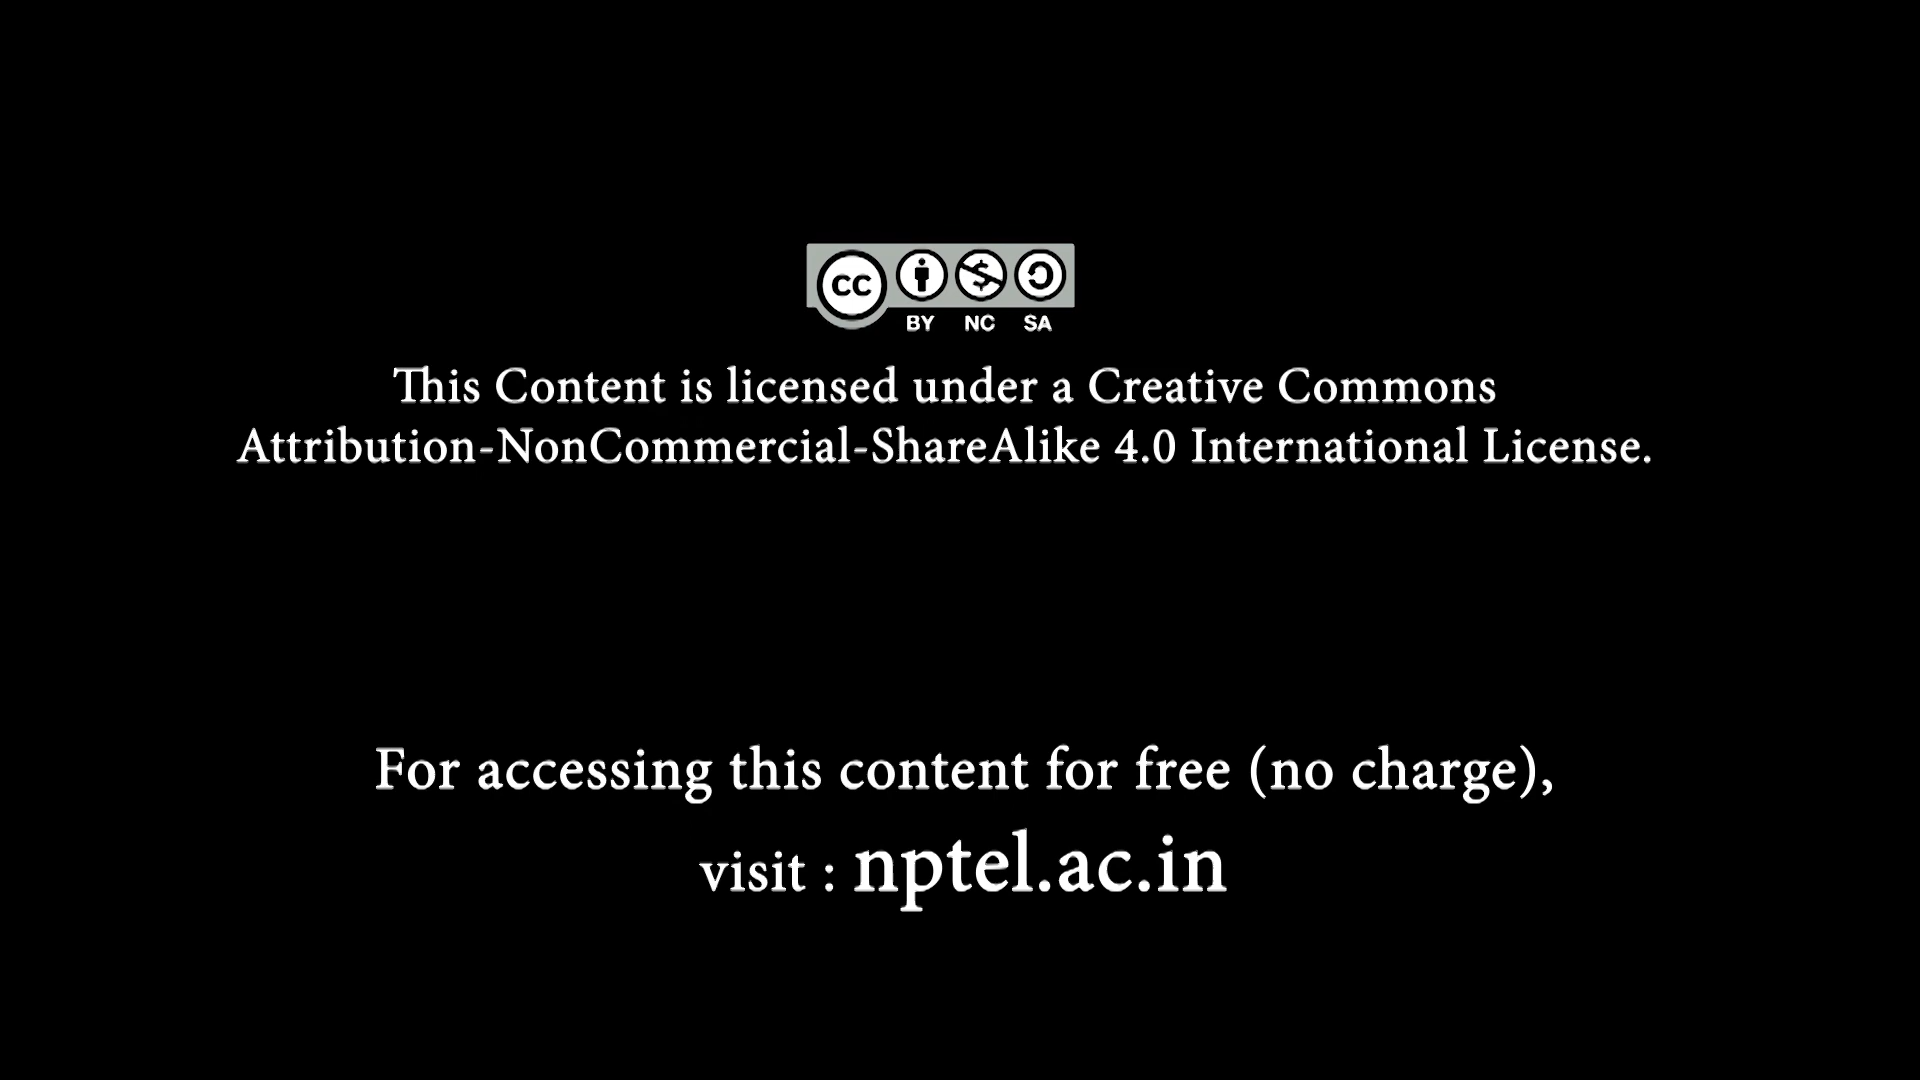 cc
BY NC SA
This Content is licensed under a Creative Commons
Attribution-NonCommercial-ShareAlike 4.0 International License.
For accessing this content for free (no charge),
visit : nptel.ac.in